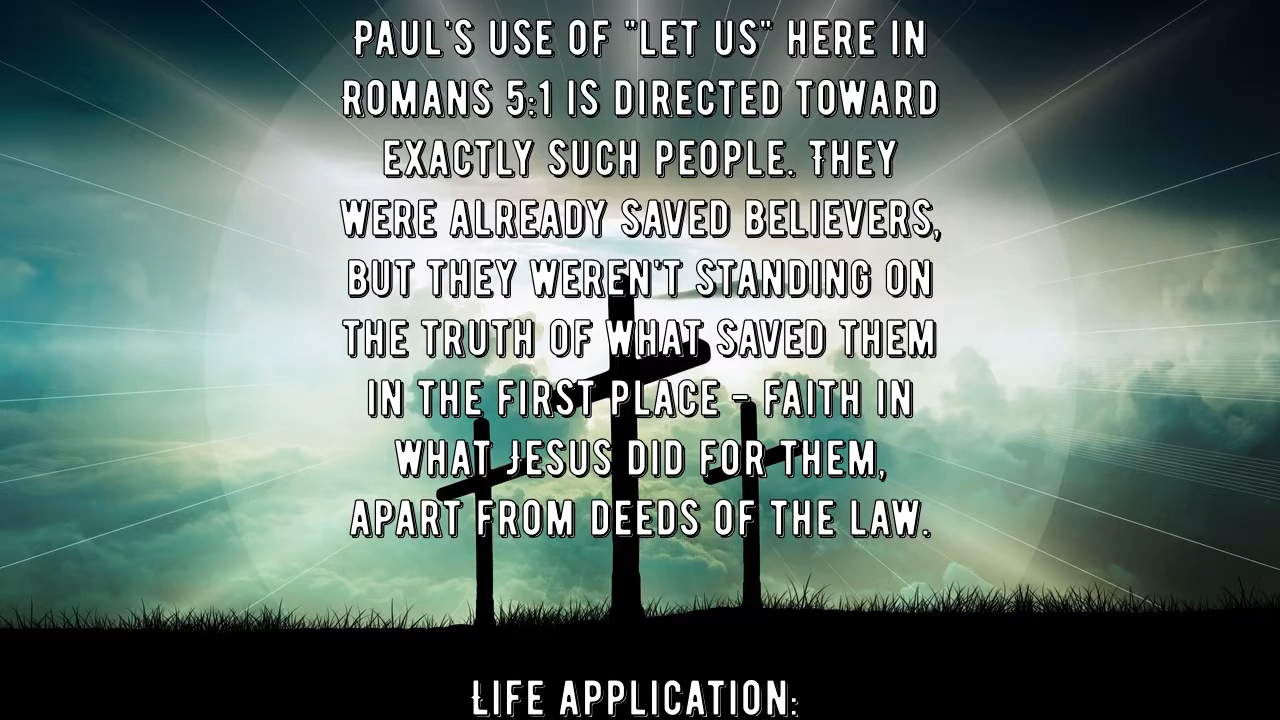 PAUL'S USE OF "LET US" HERE IN
ROMANS 5:1 IS DIRECTED TOWARD
EXACTLY SUCH PEOPLE. THEY
WERE ALREADY SAVED BELIEVERS,
BUT THEY WEREN'T STANDING ON
THE TRUTH OF WHAT SAVED THEM
IN THE FIRST PLACE - FAITH IN
WHAT JESUS DID FOR THEM,
APART FROM DEEDS OF THE LAW.
LIFE APPLICATION: